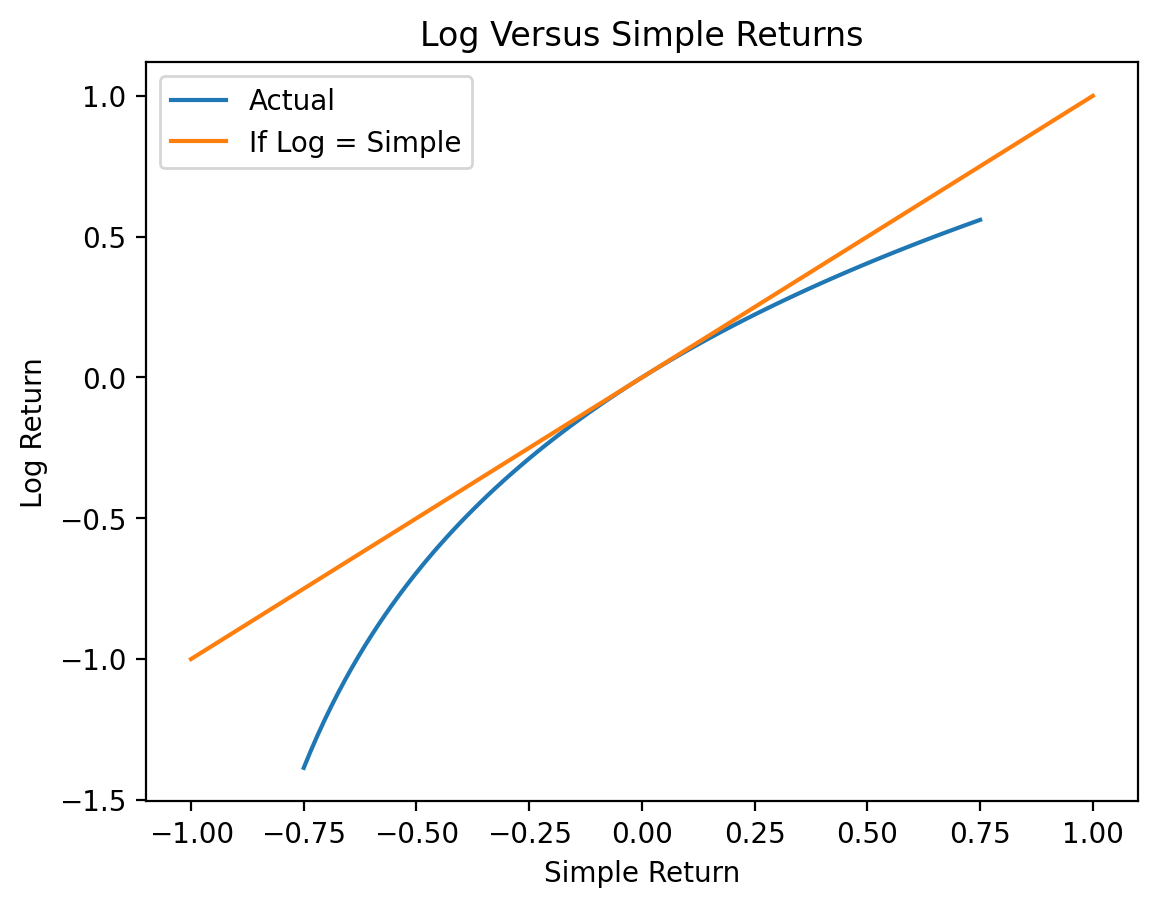 Log Versus Simple Returns
Actual
If Log = Simple
1.0
0.5
0.0
−0.5
−1.0
−1.5
Log Return
−1.00 −0.75 −0.50 −0.25 0.00 0.25 0.50 0.75 1.00
Simple Return